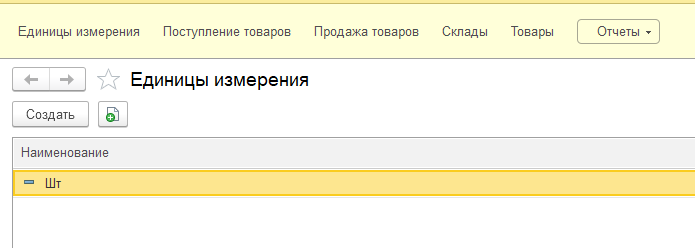 Единицы измерения Поступление товаров Продажа товаров Склады Товары Отчеты
Единицы измерения
Создать
Наименование
Шт